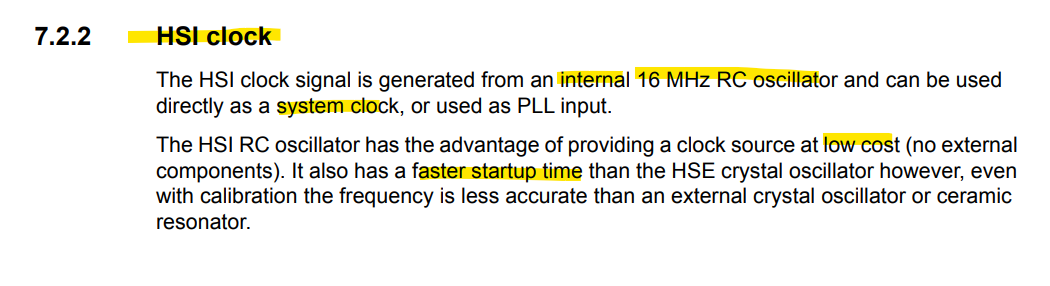 7.2.2 HSI clock
The HSI clock signal is generated from an internal 16 MHz RC oscillator and can be used
directly as a system clock, or used as PLL input.
The HSI RC oscillator has the advantage of providing a clock source at low cost (no external
components). It also has a faster startup time than the HSE crystal oscillator however, even
with calibration the frequency is less accurate than an external crystal oscillator or ceramic
resonator.